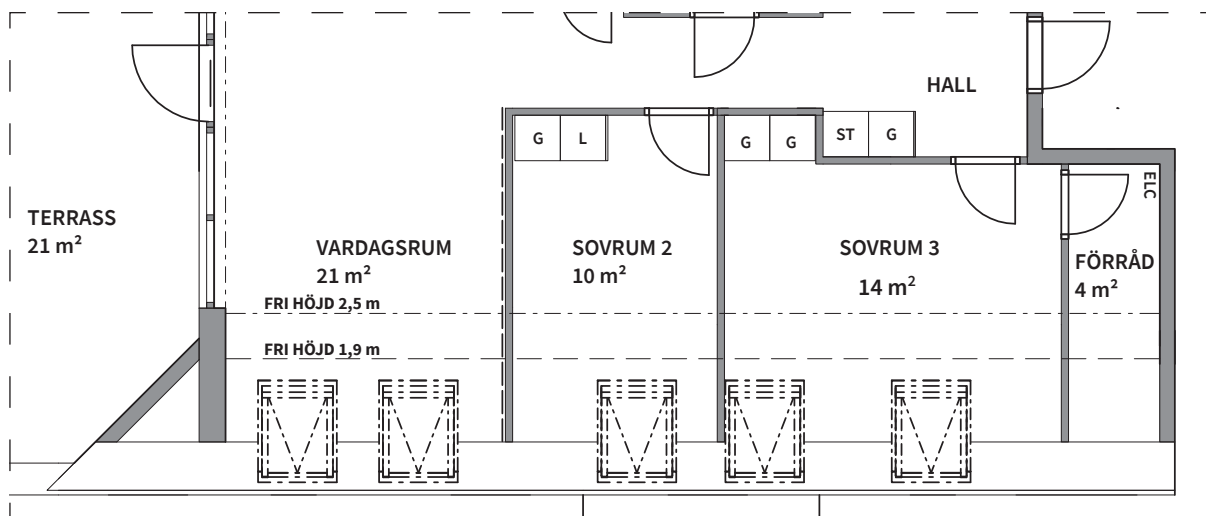 HALL
G L
G G
ST G
ELC
TERRASS
21 m²
VARDAGSRUM
21 m²
SOVRUM 2
10 m²
SOVRUM 3
14 m²
FÖRRÅD
4 m²
FRI HÖJD 2,5 m
FRI HÖJD 1,9 m